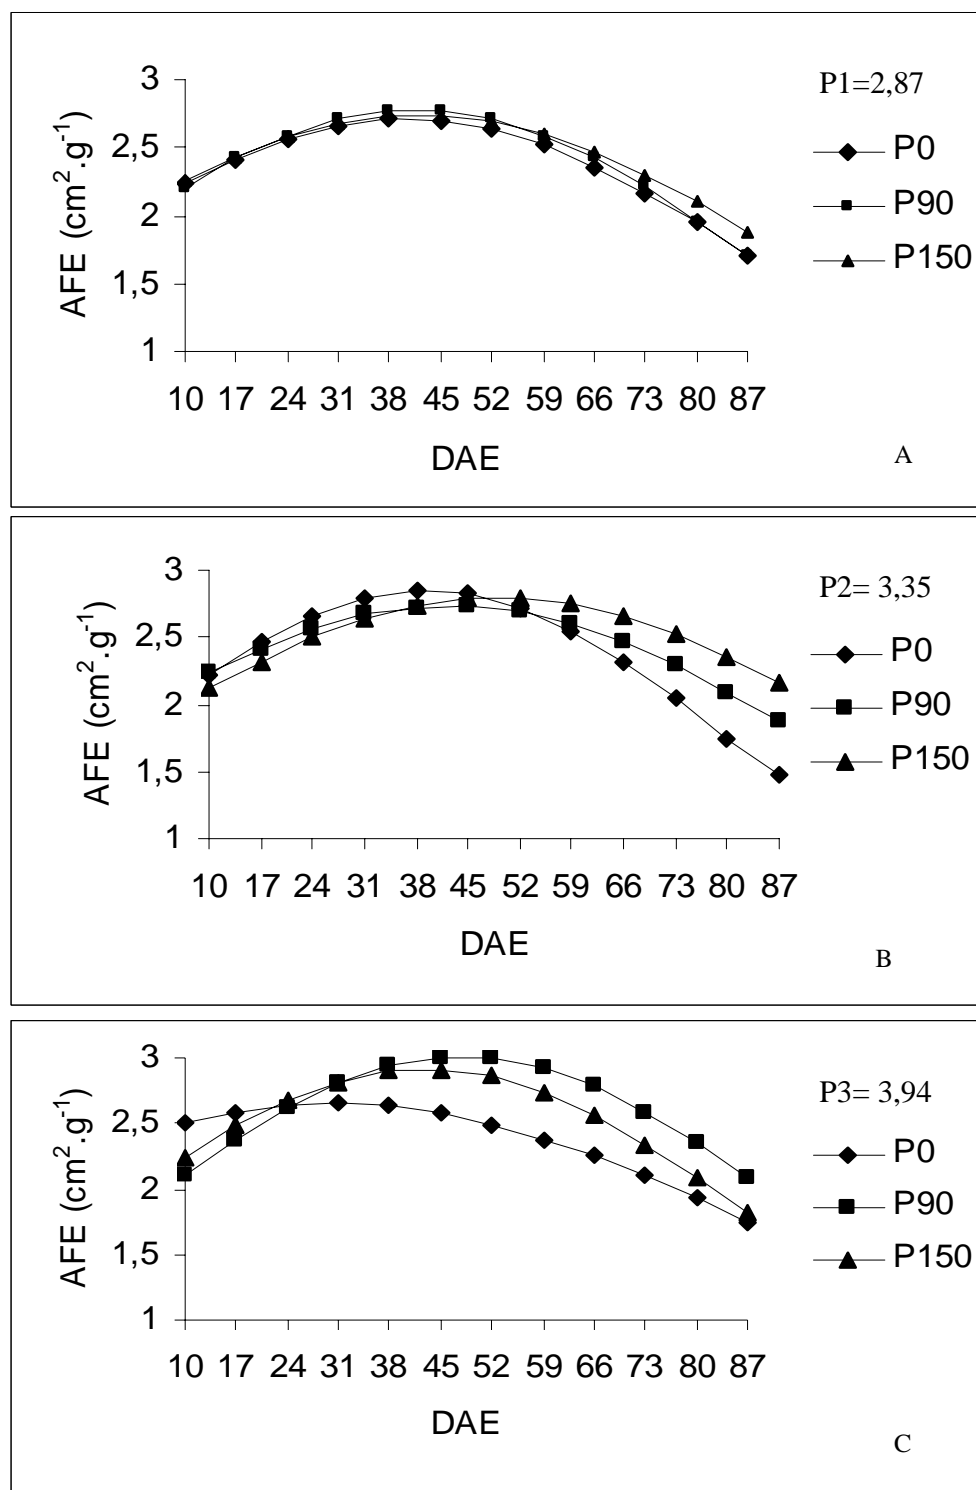 P1=2,87
3
2,5
2
1,5
1
AFE (cm².g⁻¹)
P0
P90
P150
10 17 24 31 38 45 52 59 66 73 80 87
DAE
A
P2= 3,35
3
2,5
2
1,5
1
AFE (cm².g⁻¹)
P0
P90
P150
10 17 24 31 38 45 52 59 66 73 80 87
DAE
B
P3= 3,94
3
2,5
2
1,5
1
AFE (cm².g⁻¹)
P0
P90
P150
10 17 24 31 38 45 52 59 66 73 80 87
DAE
C